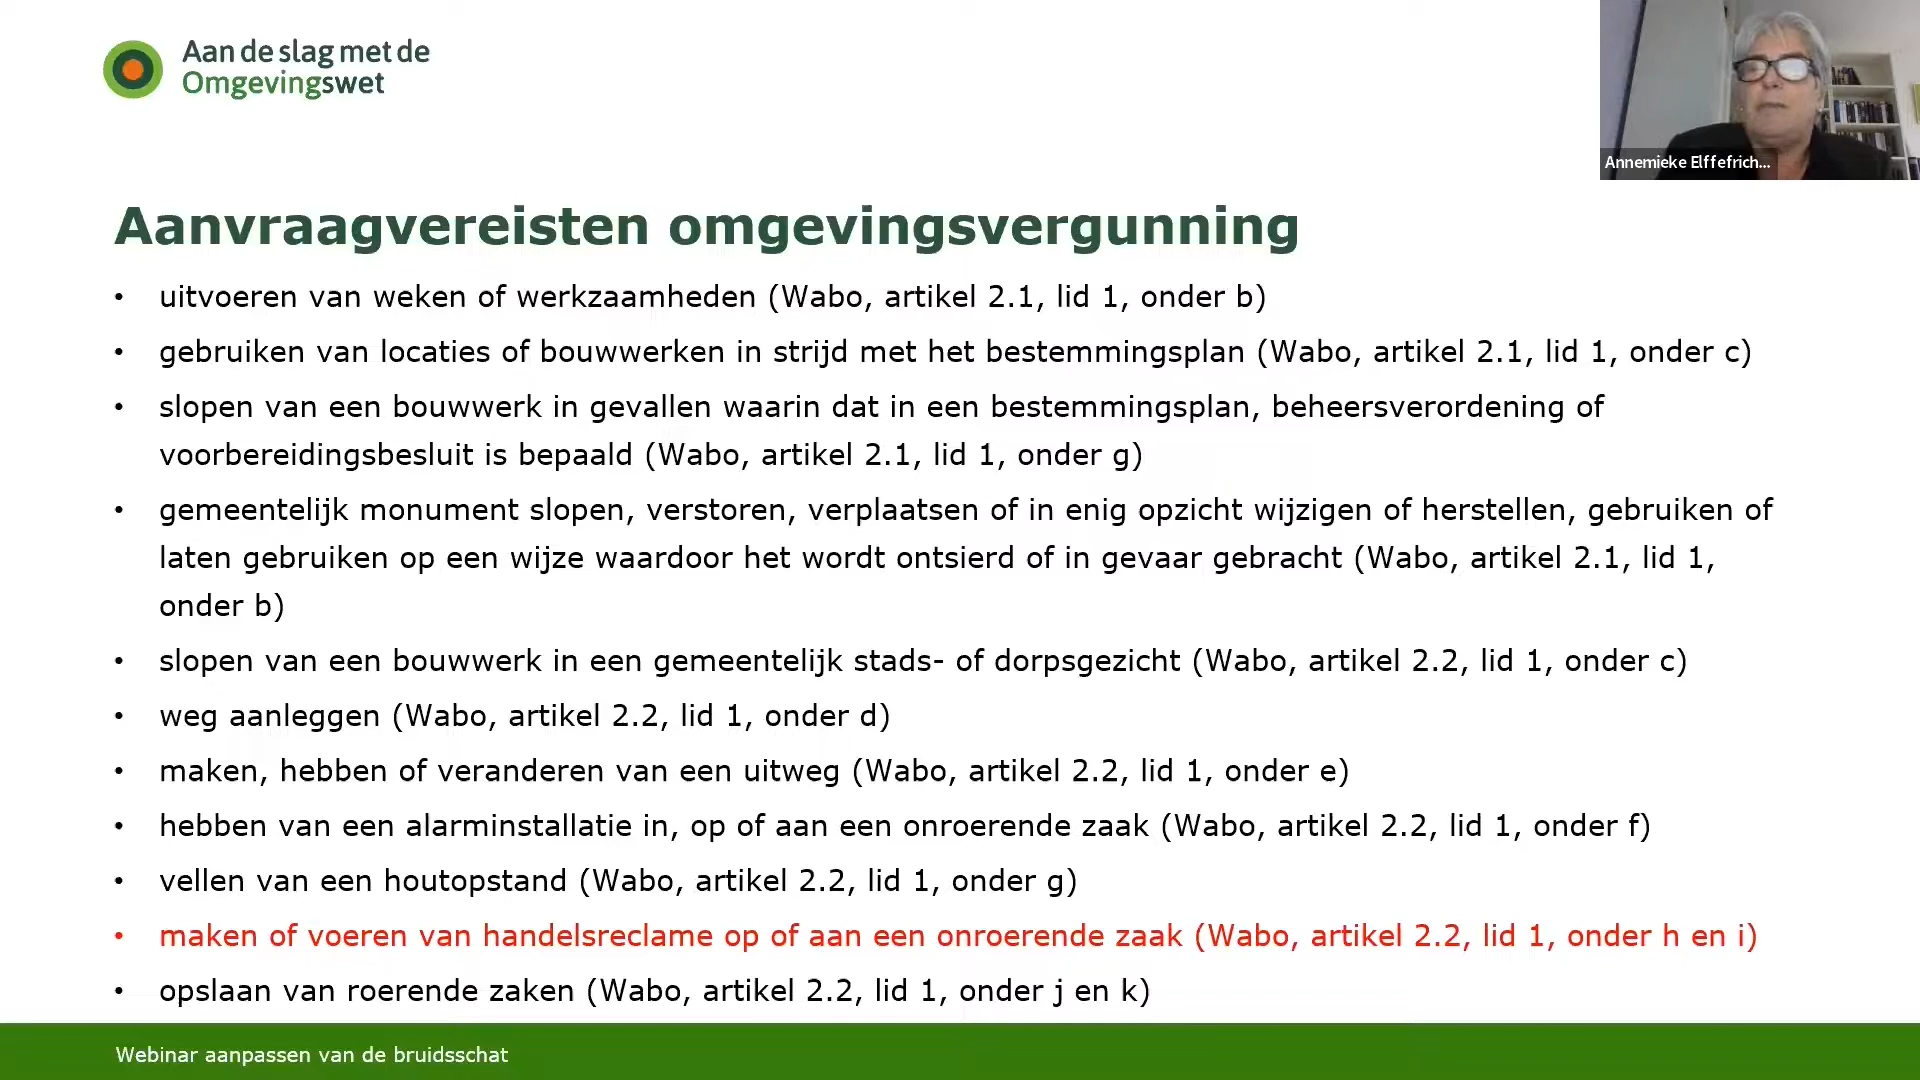 Aan de slag met de
Omgevingswet
Annemieke Elffefrich...
Aanvraagvereisten omgevingsvergunning
• uitvoeren van weken of werkzaamheden (Wabo, artikel 2.1, lid 1, onder b)
• gebruiken van locaties of bouwwerken in strijd met het bestemmingsplan (Wabo, artikel 2.1, lid 1, onder c)
• slopen van een bouwwerk in gevallen waarin dat in een bestemmingsplan, beheersverordening of
voorbereidingsbesluit is bepaald (Wabo, artikel 2.1, lid 1, onder g)
• gemeentelijk monument slopen, verstoren, verplaatsen of in enig opzicht wijzigen of herstellen, gebruiken of
laten gebruiken op een wijze waardoor het wordt ontsierd of in gevaar gebracht (Wabo, artikel 2.1, lid 1,
onder b)
• slopen van een bouwwerk in een gemeentelijk stads- of dorpsgezicht (Wabo, artikel 2.2, lid 1, onder c)
• weg aanleggen (Wabo, artikel 2.2, lid 1, onder d)
• maken, hebben of veranderen van een uitweg (Wabo, artikel 2.2, lid 1, onder e)
• hebben van een alarminstallatie in, op of aan een onroerende zaak (Wabo, artikel 2.2, lid 1, onder f)
• vellen van een houtopstand (Wabo, artikel 2.2, lid 1, onder g)
• maken of voeren van handelsreclame op of aan een onroerende zaak (Wabo, artikel 2.2, lid 1, onder h en i)
• opslaan van roerende zaken (Wabo, artikel 2.2, lid 1, onder j en k)
Webinar aanpassen van de bruidsschat